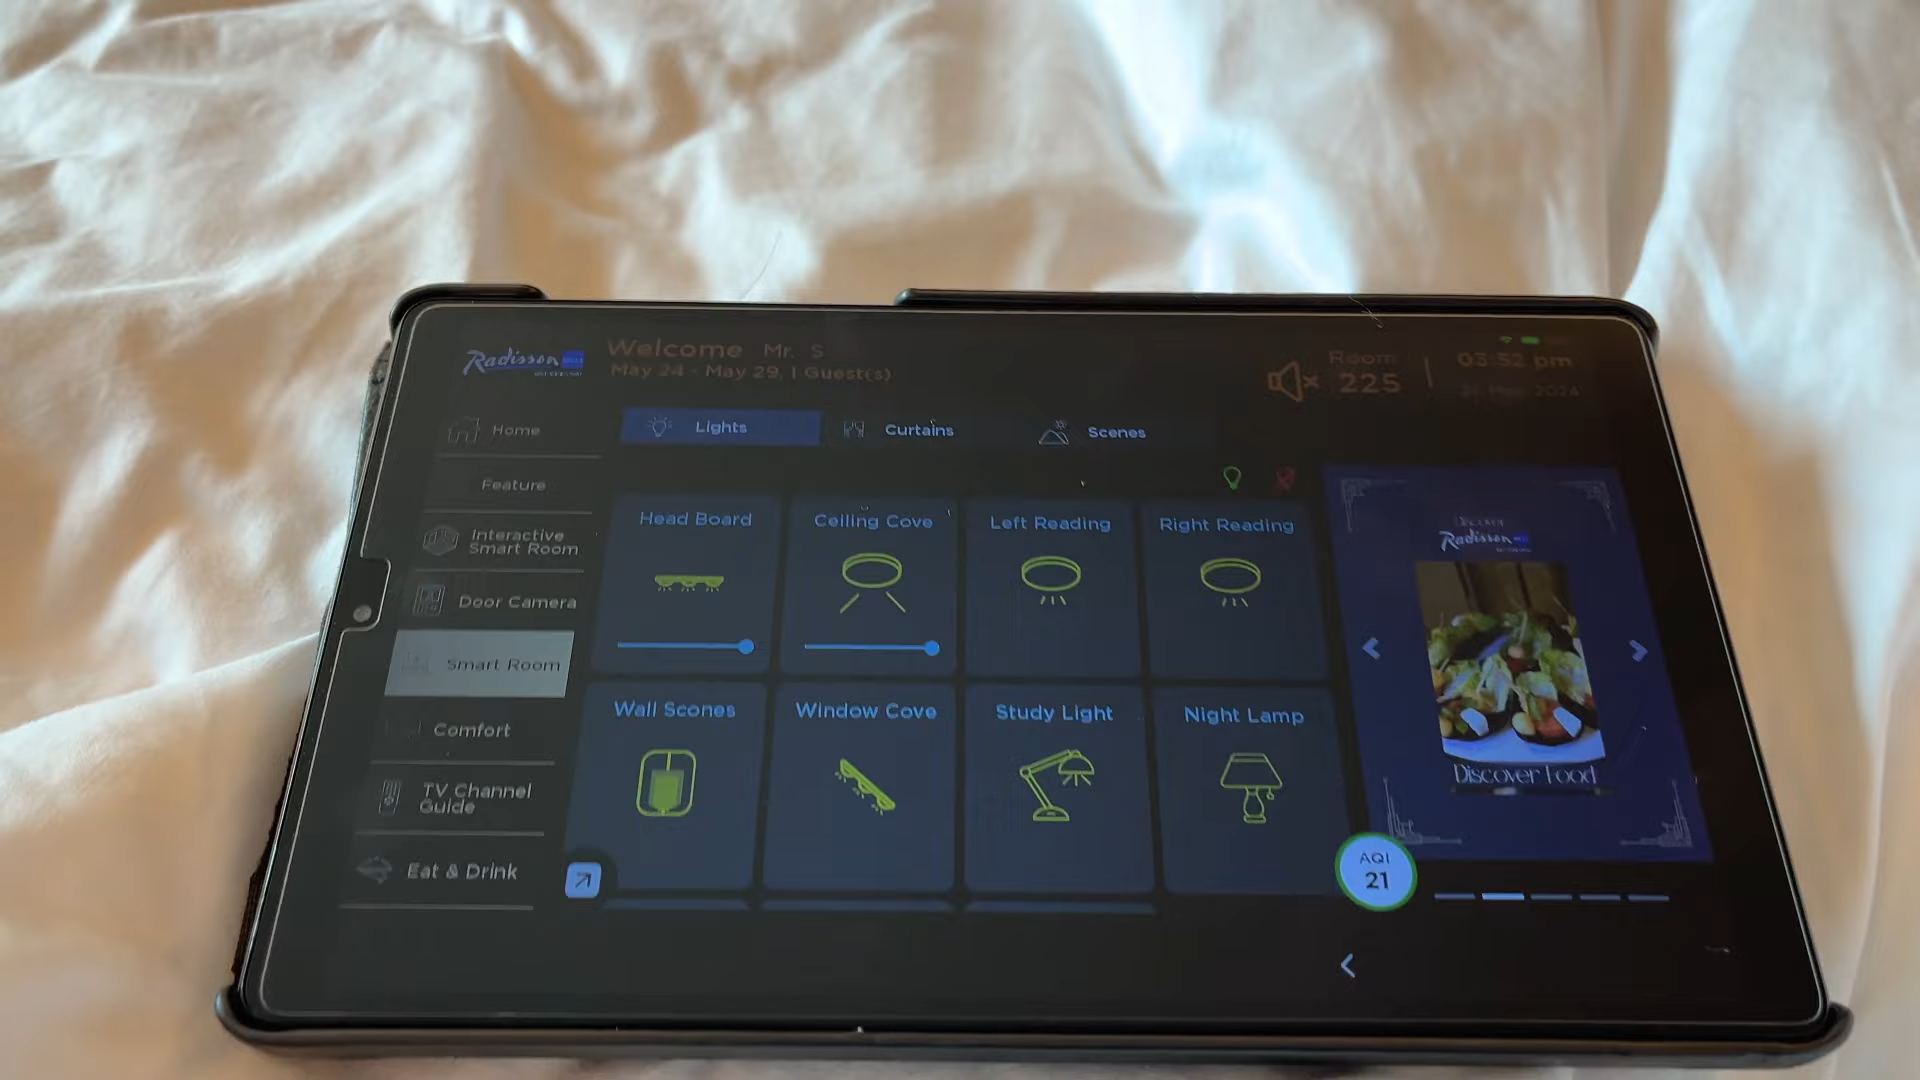 Radisson
BLU
Welcome Mr. S
May 24 - May 29, 1 Guest(s)
Room
225
03:52 pm
2024
Home
Feature
Interactive
Smart Room
Door Camera
Smart Room
Comfort
TV Channel
Guide
Eat & Drink
Lights
Curtains
Scenes
Head Board
Ceiling Cove
Left Reading
Right Reading
Wall Scones
Window Cove
Study Light
Night Lamp
Radisson
Discover Food
AQI
21